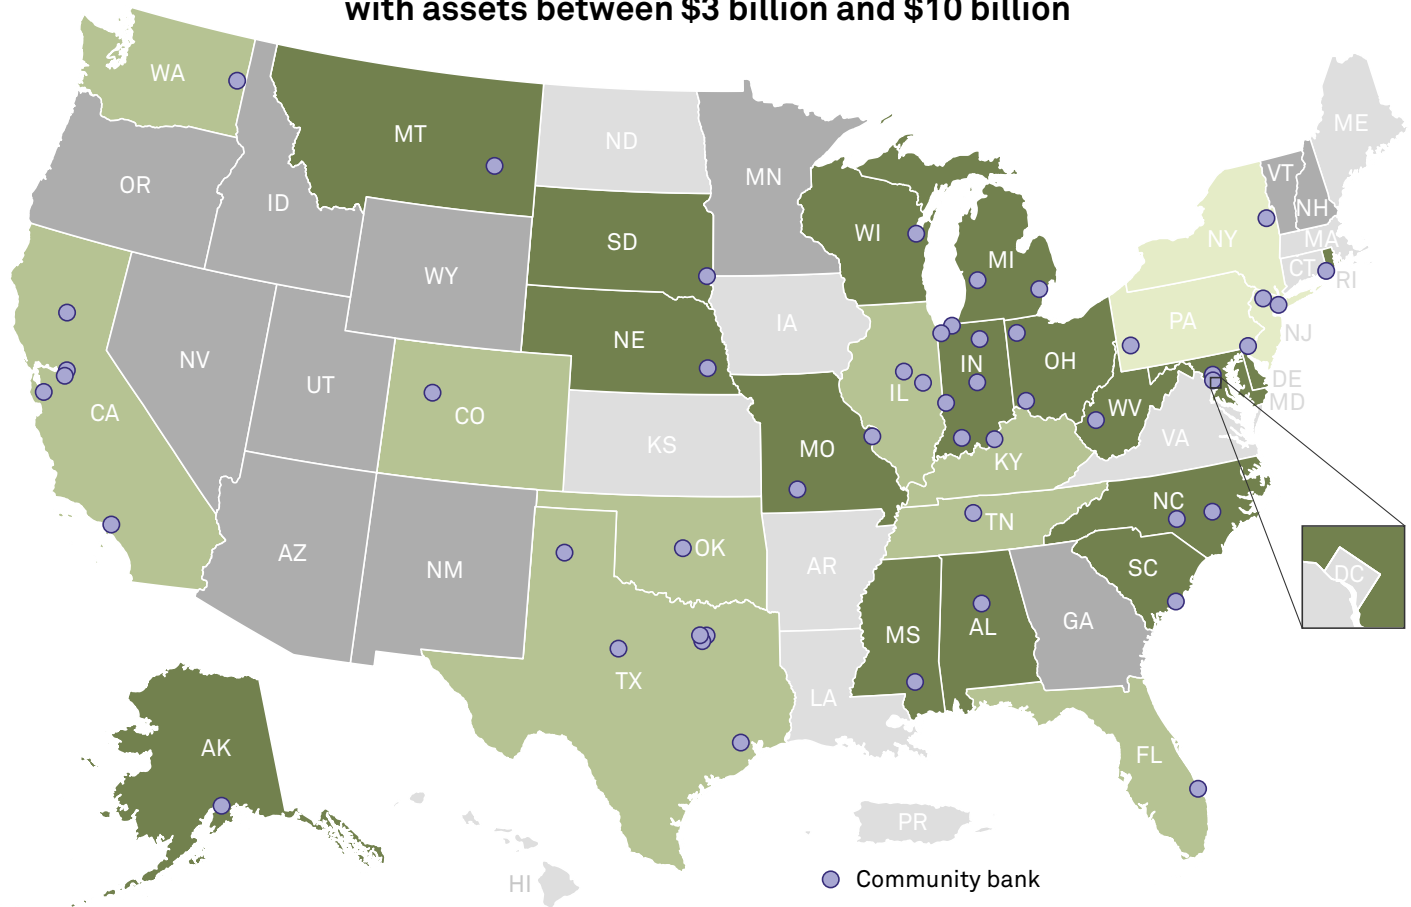 with assets between $3 billion and $10 billion
WA
MT
ND
MN
ME
OR
ID
VT
NH
SD
WI
NY
MA
MI
CT
RI
WY
IA
PA
NJ
NV
NE
IN
OH
UT
IL
DE
MD
CA
CO
WV
VA
KS
MO
KY
NC
TN
AZ
NM
OK
AR
SC
DC
MS
AL
GA
TX
LA
AK
FL
PR
HI
Community bank